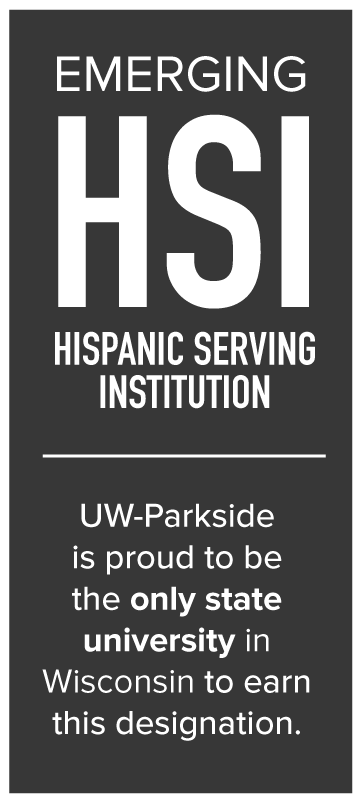 EMERGING
HSI
HISPANIC SERVING
INSTITUTION
UW-Parkside
is proud to be
the only state
university in
Wisconsin to earn
this designation.